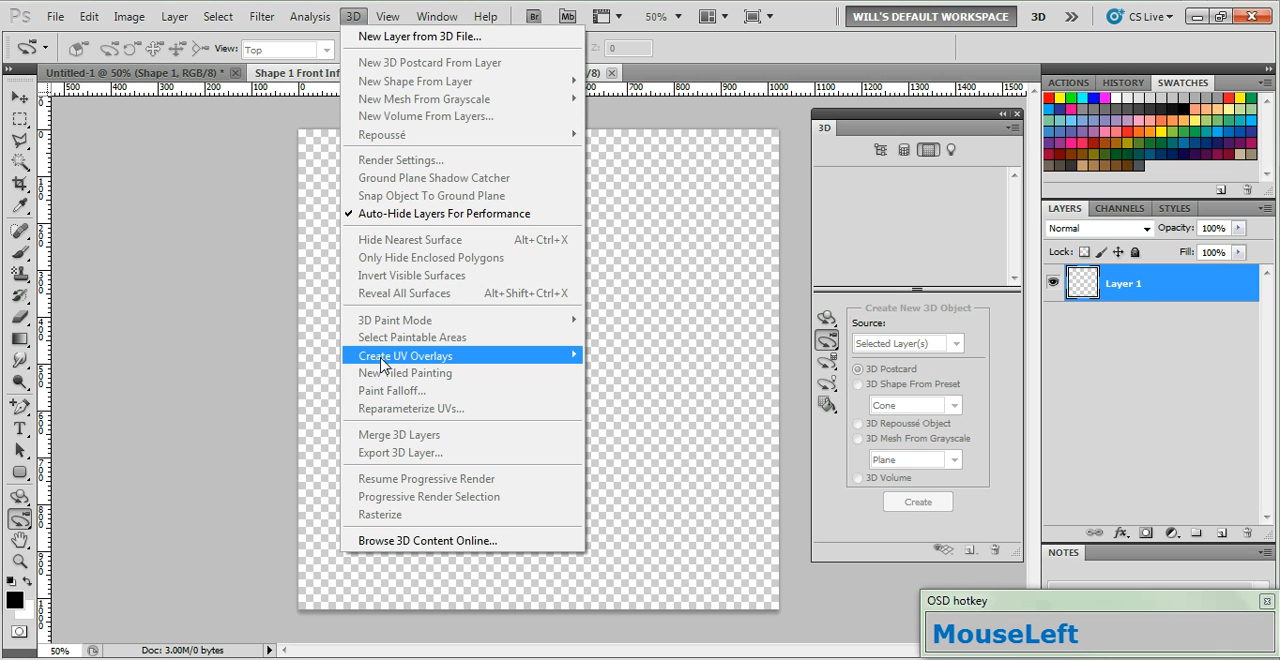 Ps File Edit Image Layer Select Filter Analysis 3D View Window Help Br Mb 50% WILL'S DEFAULT WORKSPACE 3D CS Live
View: Top Z: 0
Untitled-1 @ 50% (Shape 1, RGB/8) * Shape 1 Front Inf /8)
500 400 300 200 100 0 600 700 800 900 1000 1100 1200 1300 1400 1500
New Layer from 3D File...
New 3D Postcard From Layer
New Shape From Layer
New Mesh From Grayscale
New Volume From Layers...
Repoussé
Render Settings...
Ground Plane Shadow Catcher
Snap Object To Ground Plane
Auto-Hide Layers For Performance
Hide Nearest Surface Alt+Ctrl+X
Only Hide Enclosed Polygons
Invert Visible Surfaces
Reveal All Surfaces Alt+Shift+Ctrl+X
3D Paint Mode
Select Paintable Areas
Create UV Overlays
New Tiled Painting
Paint Falloff...
Reparameterize UVs...
Merge 3D Layers
Export 3D Layer...
Resume Progressive Render
Progressive Render Selection
Rasterize
Browse 3D Content Online...
3D
Create New 3D Object
Source:
Selected Layer(s)
3D Postcard
3D Shape From Preset
Cone
3D Repoussé Object
3D Mesh From Grayscale
Plane
3D Volume
Create
ACTIONS HISTORY SWATCHES
LAYERS CHANNELS STYLES
Normal Opacity: 100%
Lock: Fill: 100%
Layer 1
NOTES
50% Doc: 3.00M/0 bytes
OSD hotkey
MouseLeft